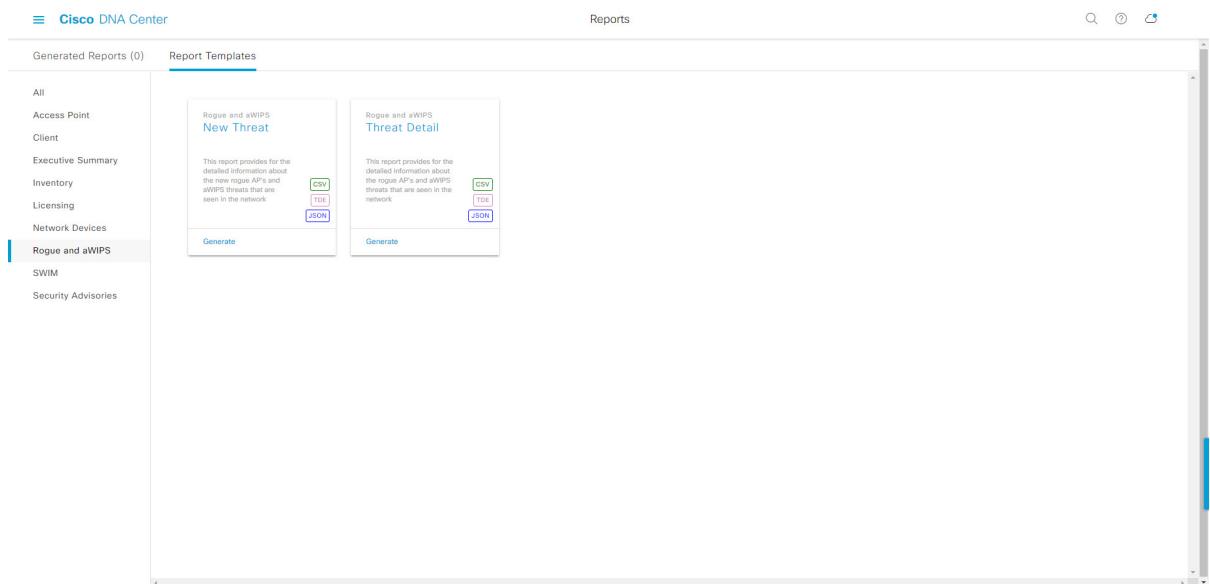 Cisco DNA Center
Reports
Generated Reports (0)
Report Templates
All
Access Point
Client
Executive Summary
Inventory
Licensing
Network Devices
Rogue and aWIPS
SWIM
Security Advisories
Rogue and aWIPS
New Threat
This report provides for the
detailed information about
the new rogue AP's and
aWIPS threats that are
seen in the network
CSV
TDE
JSON
Generate
Rogue and aWIPS
Threat Detail
This report provides for the
detailed information about
the rogue AP's and aWIPS
threats that are seen in the
network
CSV
TDE
JSON
Generate